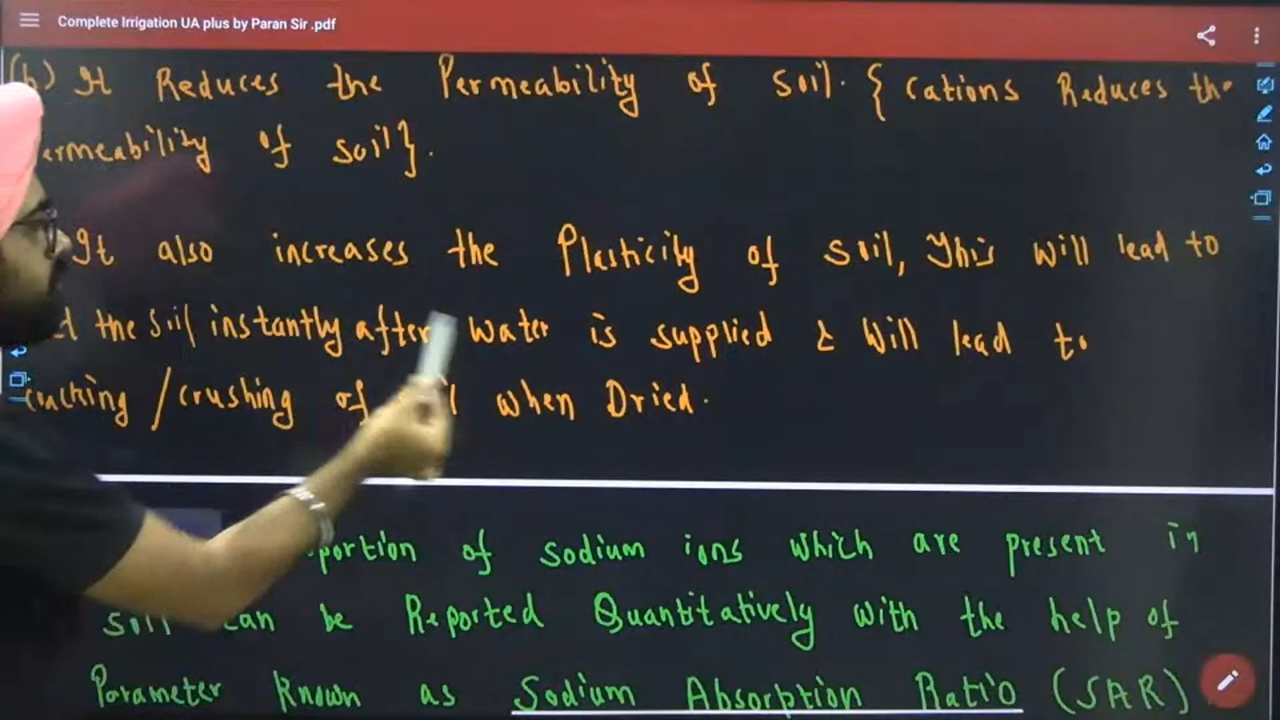 Complete Irrigation UA plus by Paran Sir .pdf
It Reduces the Permeability of soil. { Cations Reduces the
ermeability of soil}.
It also increases the Plasticity of soil, This will lead to
the soil instantly after water is supplied & Will lead to
cracking /crushing of when Dried.
portion of sodium ions which are present in
soil can be Reported Quantitatively with the help of
Parameter Known as Sodium Absorption Ratio (SAR)